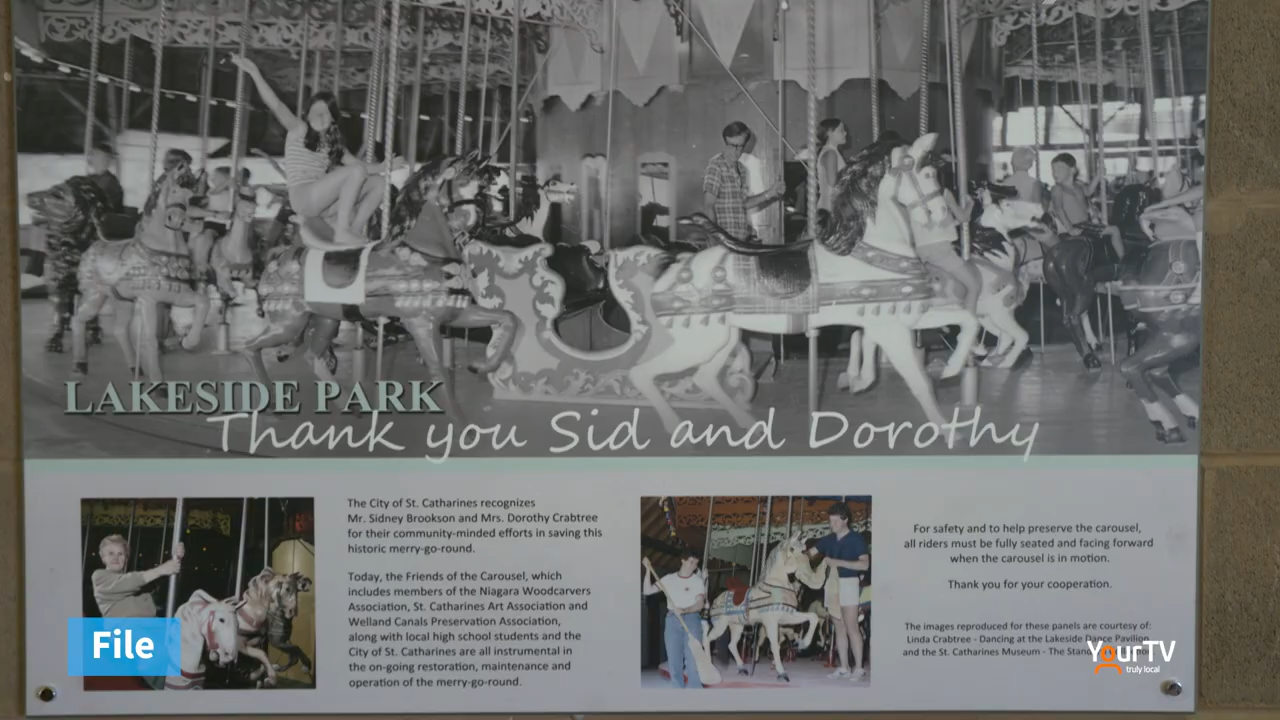 LAKESIDE PARK
Thank you Sid and Dorothy
The City of St. Catharines recognizes
Mr. Sidney Brookson and Mrs. Dorothy Crabtree
for their community-minded efforts in saving this
historic merry-go-round.
Today, the Friends of the Carousel, which
includes members of the Niagara Woodcarvers
Association, St. Catharines Art Association and
Welland Canals Preservation Association,
along with local high school students and the
City of St. Catharines are all instrumental in
the on-going restoration, maintenance and
operation of the merry-go-round.
For safety and to help preserve the carousel,
all riders must be fully seated and facing forward
when the carousel is in motion.
Thank you for your cooperation.
The images reproduced for these panels are courtesy of:
Linda Crabtree - Dancing at the Lakeside Dance Pavilion
and the St. Catharines Museum - The
File
YourTV
truly local